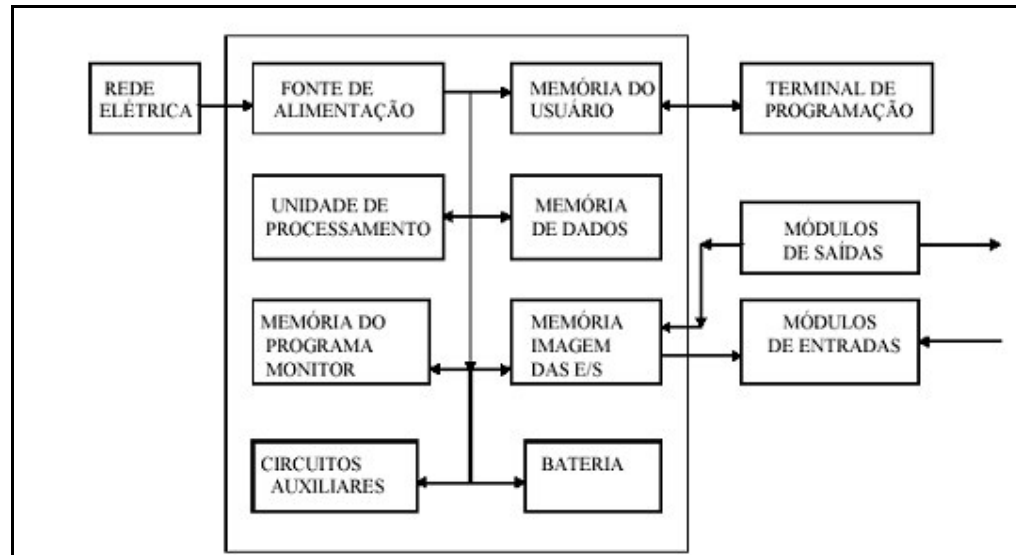 REDE
ELÉTRICA
FONTE DE
ALIMENTAÇÃO
MEMÓRIA DO
USUÁRIO
TERMINAL DE
PROGRAMAÇÃO
UNIDADE DE
PROCESSAMENTO
MEMÓRIA
DE DADOS
MÓDULOS
DE SAÍDAS
MEMÓRIA DO
PROGRAMA
MONITOR
MEMÓRIA
IMAGEM
DAS E/S
MÓDULOS
DE ENTRADAS
CIRCUITOS
AUXILIARES
BATERIA